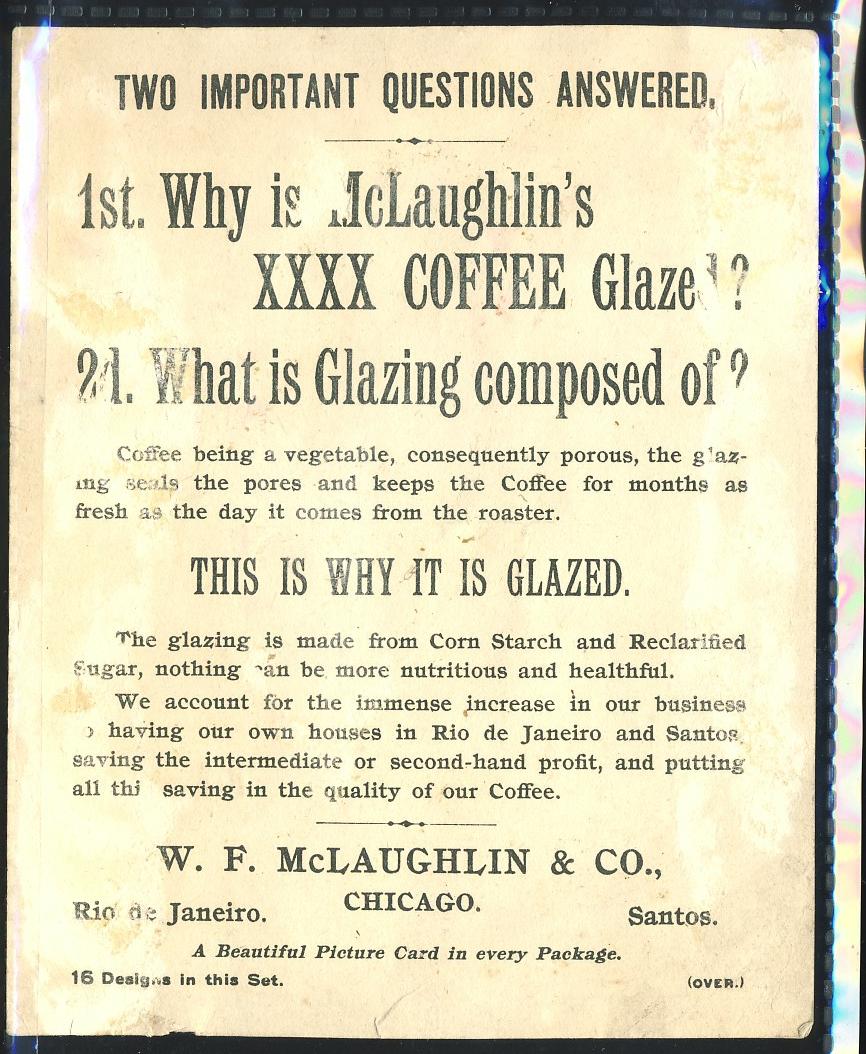 TWO IMPORTANT QUESTIONS ANSWERED.
1st. Why is McLaughlin's
XXXX COFFEE Glazed?
2d. What is Glazing composed of?
Coffee being a vegetable, consequently porous, the glaz-
ing seals the pores and keeps the Coffee for months as
fresh as the day it comes from the roaster.
THIS IS WHY IT IS GLAZED.
The glazing is made from Corn Starch and Reclarified
Sugar, nothing can be more nutritious and healthful.
We account for the immense increase in our business
to having our own houses in Rio de Janeiro and Santos,
saving the intermediate or second-hand profit, and putting
all this saving in the quality of our Coffee.
W. F. McLAUGHLIN & CO.,
CHICAGO.
Rio de Janeiro. Santos.
A Beautiful Picture Card in every Package.
16 Designs in this Set. (OVER.)